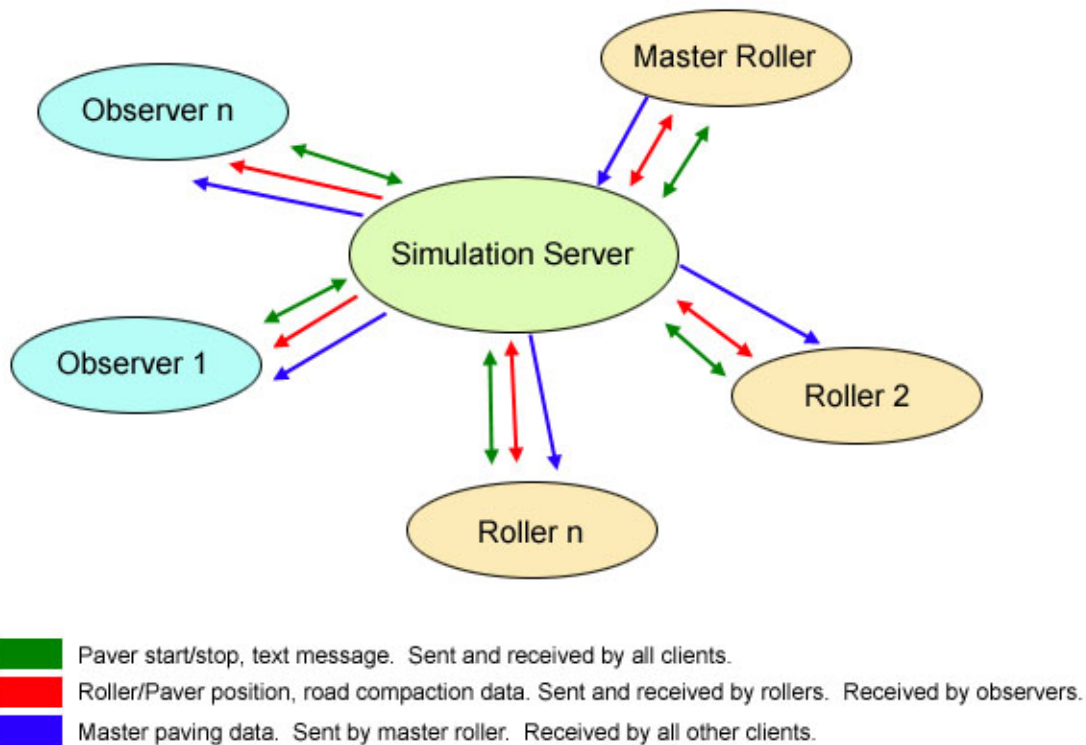 Master Roller
Observer n
Simulation Server
Observer 1
Roller 2
Roller n
Paver start/stop, text message.  Sent and received by all clients.
Roller/Paver position, road compaction data. Sent and received by rollers.  Received by observers.
Master paving data.  Sent by master roller.  Received by all other clients.